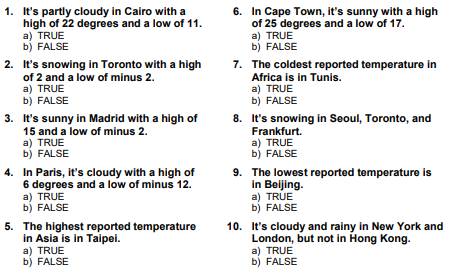 1. It's partly cloudy in Cairo with a
high of 22 degrees and a low of 11.
a) TRUE
b) FALSE
2. It's snowing in Toronto with a high
of 2 and a low of minus 2.
a) TRUE
b) FALSE
3. It's sunny in Madrid with a high of
15 and a low of minus 2.
a) TRUE
b) FALSE
4. In Paris, it's cloudy with a high of
6 degrees and a low of minus 12.
a) TRUE
b) FALSE
5. The highest reported temperature
in Asia is in Taipei.
a) TRUE
b) FALSE
6. In Cape Town, it's sunny with a high
of 25 degrees and a low of 17.
a) TRUE
b) FALSE
7. The coldest reported temperature in
Africa is in Tunis.
a) TRUE
b) FALSE
8. It's snowing in Seoul, Toronto, and
Frankfurt.
a) TRUE
b) FALSE
9. The lowest reported temperature is
in Beijing.
a) TRUE
b) FALSE
10. It's cloudy and rainy in New York and
London, but not in Hong Kong.
a) TRUE
b) FALSE